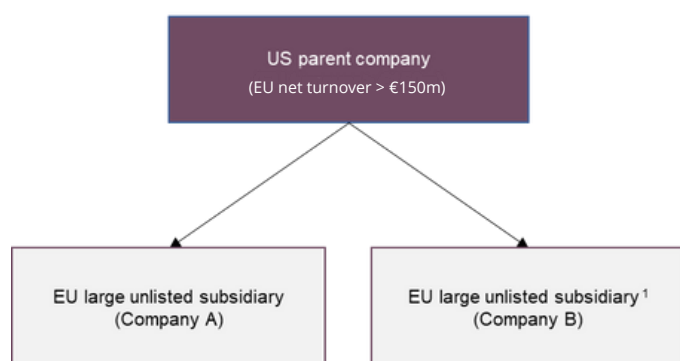 US parent company
(EU net turnover > €150m)
EU large unlisted subsidiary
(Company A)
EU large unlisted subsidiary ¹
(Company B)